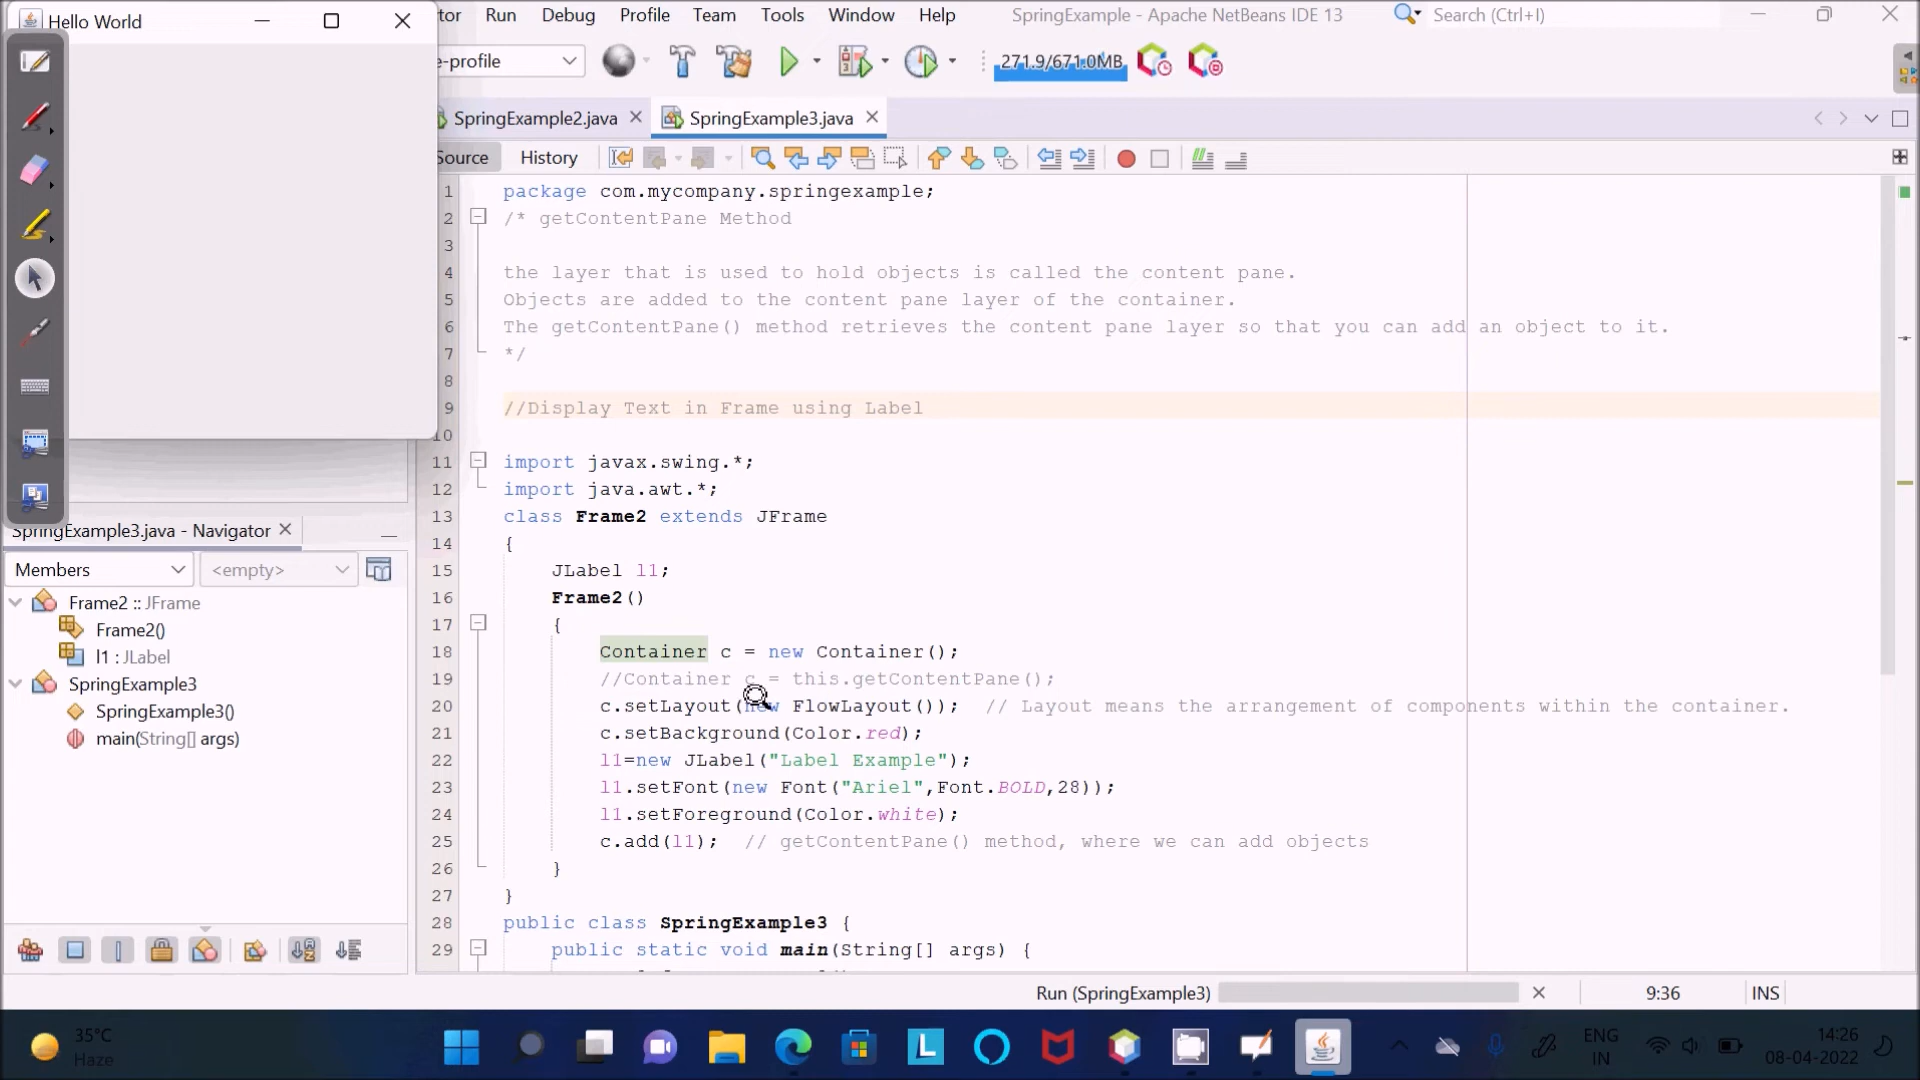 Hello World
tor Run Debug Profile Team Tools Window Help SpringExample - Apache NetBeans IDE 13 Search (Ctrl+I)
e-profile 271.9/671.0MB
SpringExample2.java SpringExample3.java
Source History
1 package com.mycompany.springexample;
2 /* getContentPane Method
3
4 the layer that is used to hold objects is called the content pane.
5 Objects are added to the content pane layer of the container.
6 The getContentPane() method retrieves the content pane layer so that you can add an object to it.
7 */
8
9 //Display Text in Frame using Label
10
11 import javax.swing.*;
12 import java.awt.*;
13 class Frame2 extends JFrame
14 {
15 JLabel l1;
16 Frame2()
17 {
18 Container c = new Container();
19 //Container c = this.getContentPane();
20 c.setLayout(new FlowLayout()); // Layout means the arrangement of components within the container.
21 c.setBackground(Color.red);
22 l1=new JLabel("Label Example");
23 l1.setFont(new Font("Ariel",Font.BOLD,28));
24 l1.setForeground(Color.white);
25 c.add(l1); // getContentPane() method, where we can add objects
26 }
27 }
28 public class SpringExample3 {
29 public static void main(String[] args) {
SpringExample3.java - Navigator
Members <empty>
Frame2 :: JFrame
Frame2()
l1 : JLabel
SpringExample3
SpringExample3()
main(String[] args)
Run (SpringExample3) 9:36 INS
35°C
Haze
L
ENG
IN
14:26
08-04-2022